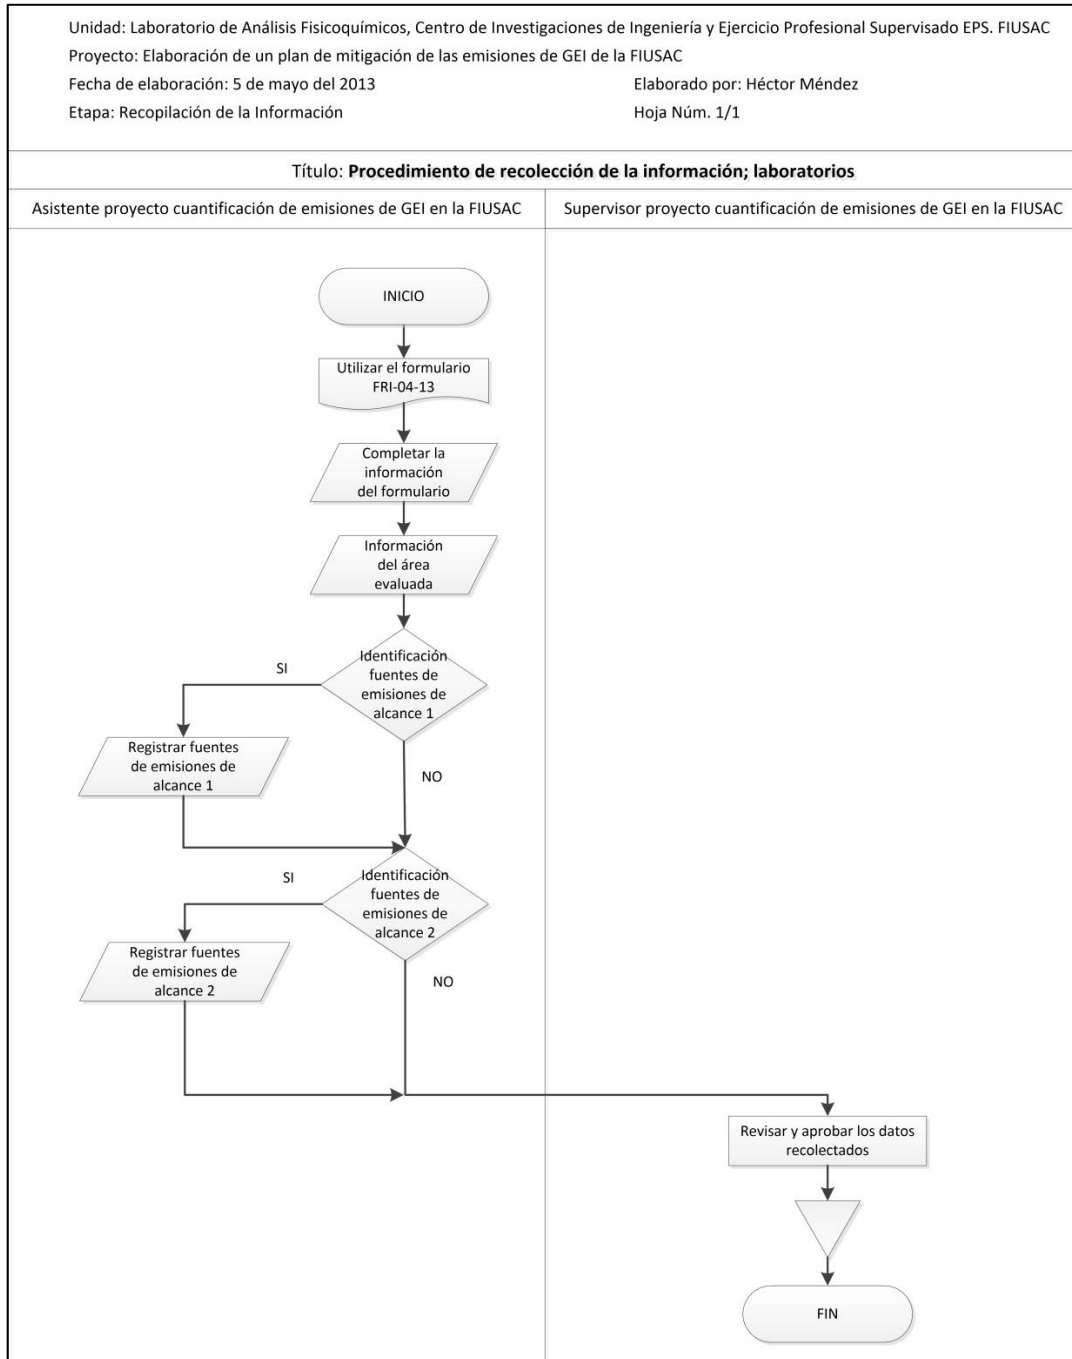 Unidad: Laboratorio de Análisis Fisicoquímicos, Centro de Investigaciones de Ingeniería y Ejercicio Profesional Supervisado EPS. FIUSAC
Proyecto: Elaboración de un plan de mitigación de las emisiones de GEI de la FIUSAC
Fecha de elaboración: 5 de mayo del 2013
Elaborado por: Héctor Méndez
Etapa: Recopilación de la Información
Hoja Núm. 1/1
Título: Procedimiento de recolección de la información; laboratorios
Asistente proyecto cuantificación de emisiones de GEI en la FIUSAC
Supervisor proyecto cuantificación de emisiones de GEI en la FIUSAC
INICIO
Utilizar el formulario
FRI-04-13
Completar la
información
del formulario
Información
del área
evaluada
Identificación
fuentes de
emisiones de
alcance 1
SI
Registrar fuentes
de emisiones de
alcance 1
NO
Identificación
fuentes de
emisiones de
alcance 2
SI
Registrar fuentes
de emisiones de
alcance 2
NO
Revisar y aprobar los datos
recolectados
FIN